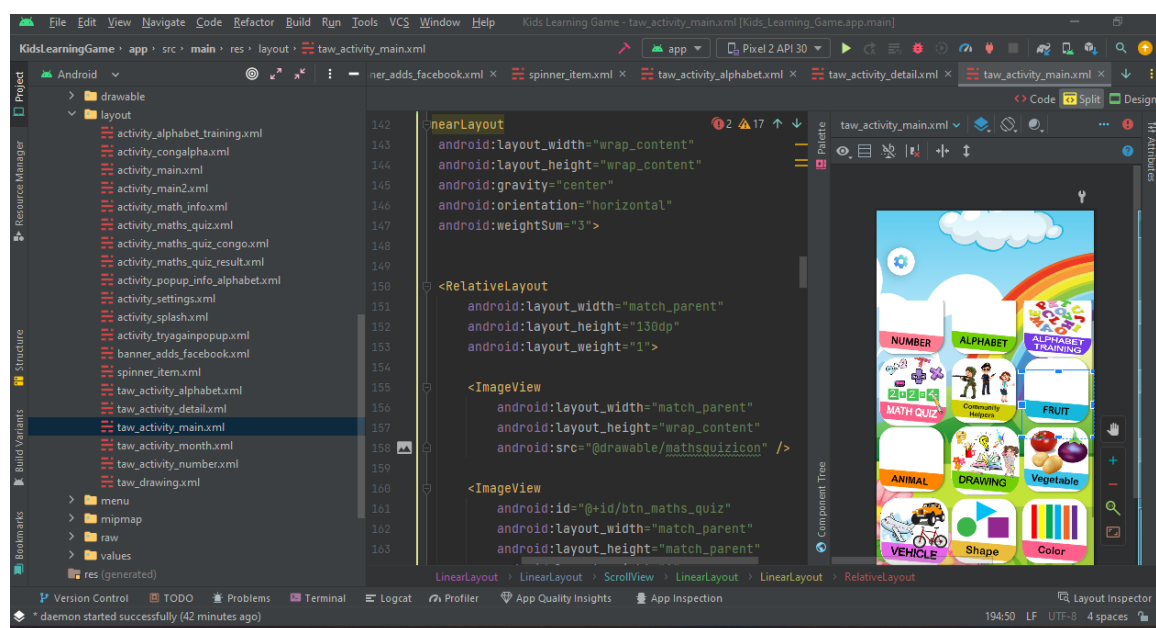 File Edit View Navigate Code Refactor Build Run Tools VCS Window Help Kids Learning Game - taw_activity_main.xml [Kids_Learning_Game.app.main]
KidsLearningGame app src main res layout taw_activity_main.xml app Pixel 2 API 30
Android
ner_adds_facebook.xml spinner_item.xml taw_activity_alphabet.xml taw_activity_detail.xml taw_activity_main.xml
Code Split Design
Project
Resource Manager
Structure
Build Variants
Bookmarks
drawable
layout
activity_alphabet_training.xml
activity_congalpha.xml
activity_main.xml
activity_main2.xml
activity_math_info.xml
activity_maths_quiz.xml
activity_maths_quiz_congo.xml
activity_maths_quiz_result.xml
activity_popup_info_alphabet.xml
activity_settings.xml
activity_splash.xml
activity_tryagainpopup.xml
banner_adds_facebook.xml
spinner_item.xml
taw_activity_alphabet.xml
taw_activity_detail.xml
taw_activity_main.xml
taw_activity_month.xml
taw_activity_number.xml
taw_drawing.xml
menu
mipmap
raw
values
res (generated)
142 nearLayout 2 17
143 android:layout_width="wrap_content"
144 android:layout_height="wrap_content"
145 android:gravity="center"
146 android:orientation="horizontal"
147 android:weightSum="3">
148
149
150 <RelativeLayout
151 android:layout_width="match_parent"
152 android:layout_height="130dp"
153 android:layout_weight="1">
154
155 <ImageView
156 android:layout_width="match_parent"
157 android:layout_height="wrap_content"
158 android:src="@drawable/mathsquizicon" />
159
160 <ImageView
161 android:id="@+id/btn_maths_quiz"
162 android:layout_width="match_parent"
163 android:layout_height="match_parent"
LinearLayout LinearLayout ScrollView LinearLayout LinearLayout RelativeLayout
Palette
Component Tree
taw_activity_main.xml
Attributes
NUMBER
ALPHABET
ALPHABET
TRAINING
MATH QUIZ
Community
Helpers
FRUIT
ANIMAL
DRAWING
Vegetable
VEHICLE
Shape
Color
Version Control TODO Problems Terminal Logcat Profiler App Quality Insights App Inspection Layout Inspector
* daemon started successfully (42 minutes ago) 194:50 LF UTF-8 4 spaces